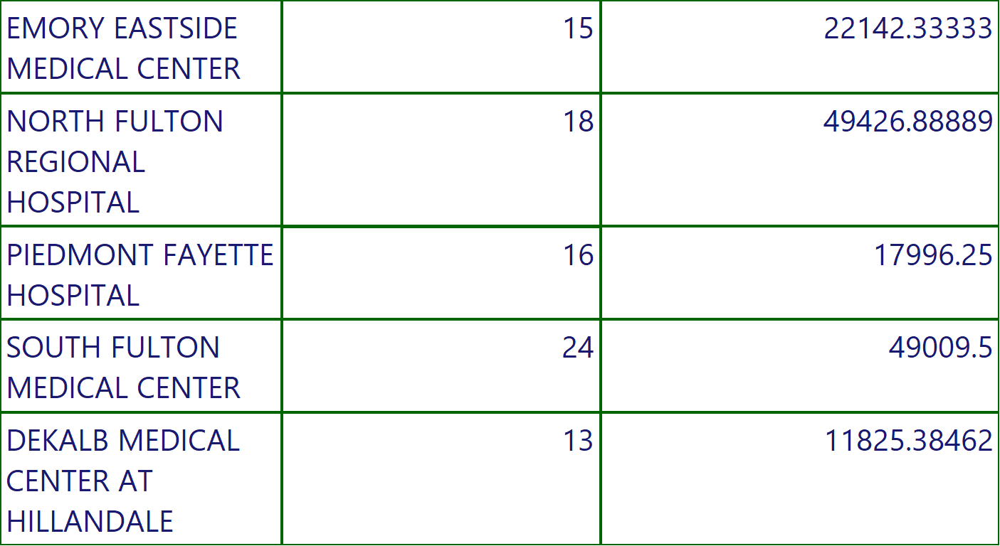 EMORY EASTSIDE 15 22142.33333
MEDICAL CENTER
NORTH FULTON 18 49426.88889
REGIONAL
HOSPITAL
PIEDMONT FAYETTE 16 17996.25
HOSPITAL
SOUTH FULTON 24 49009.5
MEDICAL CENTER
DEKALB MEDICAL 13 11825.38462
CENTER AT
HILLANDALE